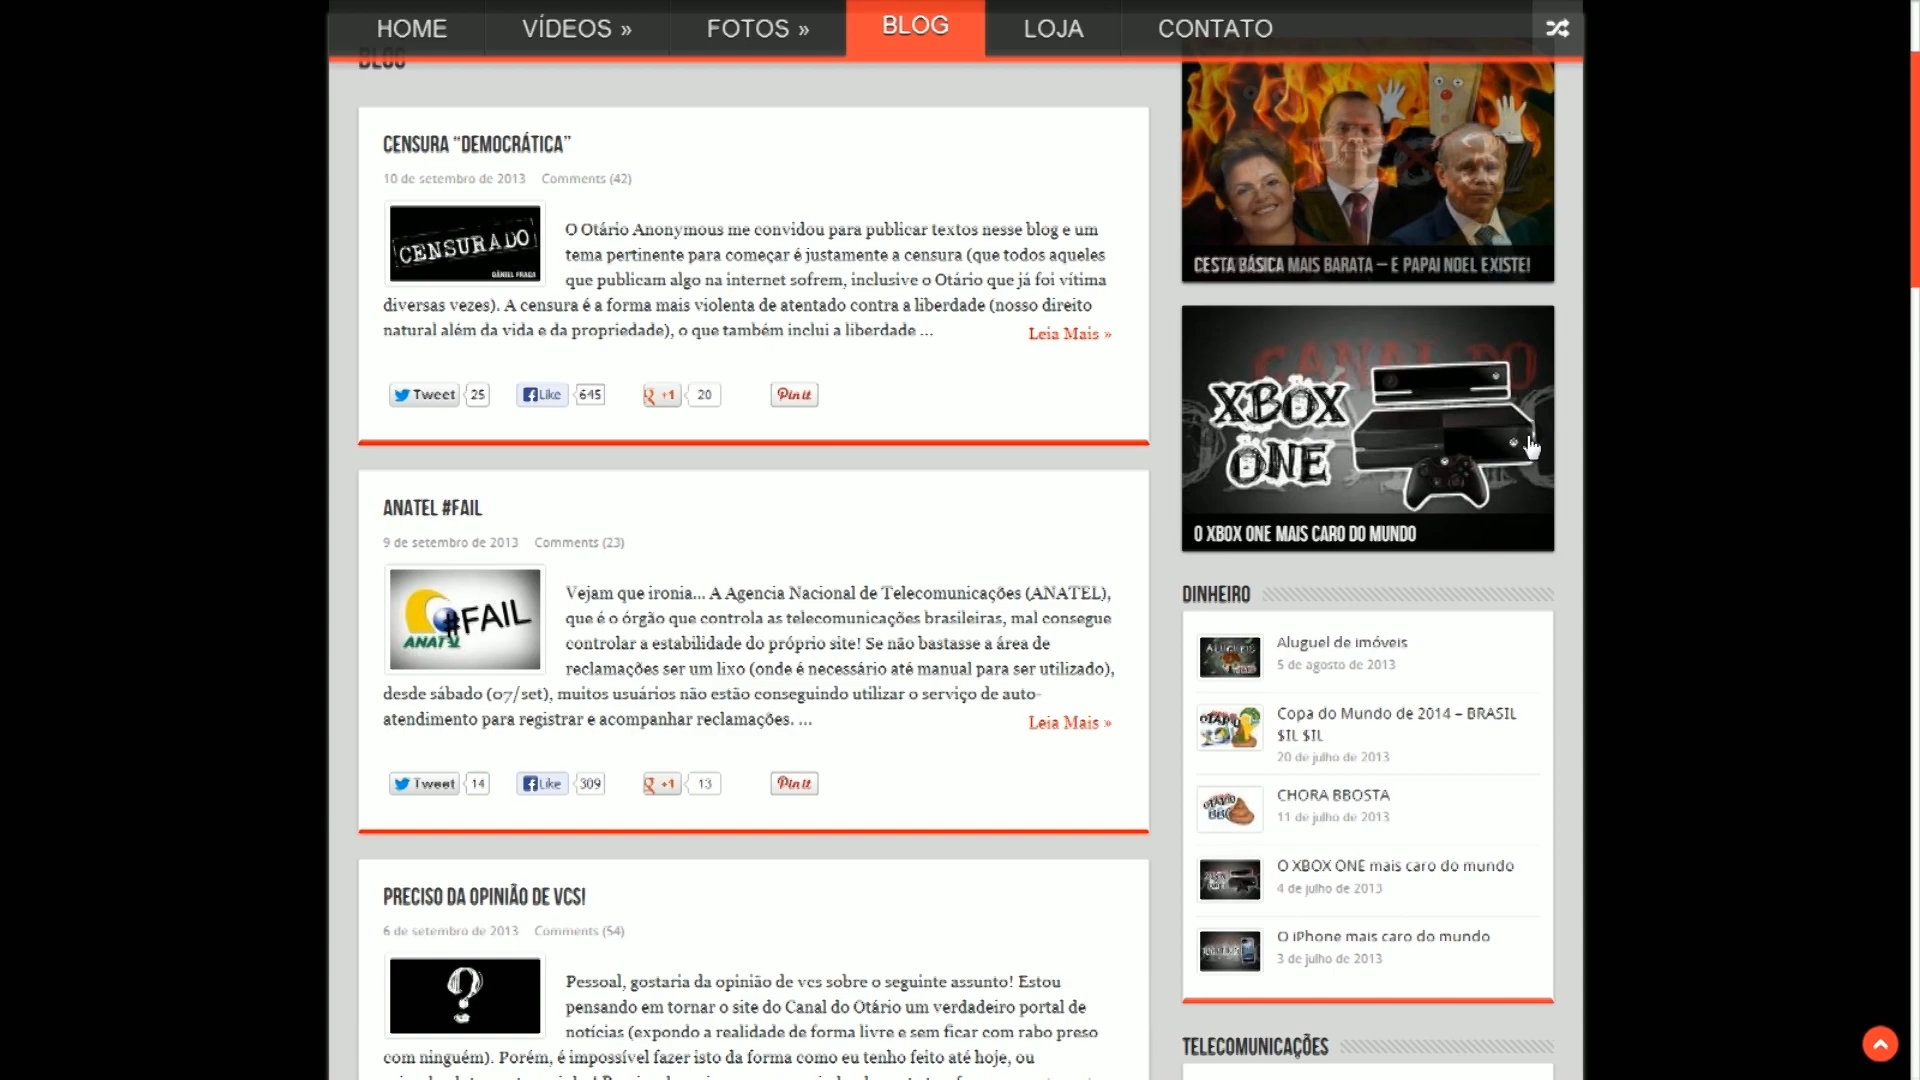 HOME
VÍDEOS »
FOTOS »
BLOG
LOJA
CONTATO
BLOG
CENSURA “DEMOCRÁTICA”
10 de setembro de 2013 Comments (42)
CENSURADO
DANIEL FRAGA
O Otário Anonymous me convidou para publicar textos nesse blog e um
tema pertinente para começar é justamente a censura (que todos aqueles
que publicam algo na internet sofrem, inclusive o Otário que já foi vítima
diversas vezes). A censura é a forma mais violenta de atentado contra a liberdade (nosso direito
natural além da vida e da propriedade), o que também inclui a liberdade ...
Leia Mais »
Tweet 25 Like 645 +1 20 Pin it
ANATEL #FAIL
9 de setembro de 2013 Comments (23)
#FAIL
ANATEL
Vejam que ironia... A Agencia Nacional de Telecomunicações (ANATEL),
que é o órgão que controla as telecomunicações brasileiras, mal consegue
controlar a estabilidade do próprio site! Se não bastasse a área de
reclamações ser um lixo (onde é necessário até manual para ser utilizado),
desde sábado (07/set), muitos usuários não estão conseguindo utilizar o serviço de auto-
atendimento para registrar e acompanhar reclamações. ...
Leia Mais »
Tweet 14 Like 309 +1 13 Pin it
PRECISO DA OPINIÃO DE VCS!
6 de setembro de 2013 Comments (54)
?
Pessoal, gostaria da opinião de vcs sobre o seguinte assunto! Estou
pensando em tornar o site do Canal do Otário um verdadeiro portal de
notícias (expondo a realidade de forma livre e sem ficar com rabo preso
com ninguém). Porém, é impossível fazer isto da forma como eu tenho feito até hoje, ou
CESTA BÁSICA MAIS BARATA – E PAPAI NOEL EXISTE!
CANAL DO
XBOX
ONE
O XBOX ONE MAIS CARO DO MUNDO
DINHEIRO
Aluguel de imóveis
5 de agosto de 2013
Copa do Mundo de 2014 – BRASIL
$IL $IL
20 de julho de 2013
CHORA BBOSTA
11 de julho de 2013
O XBOX ONE mais caro do mundo
4 de julho de 2013
O iPhone mais caro do mundo
3 de julho de 2013
TELECOMUNICAÇÕES